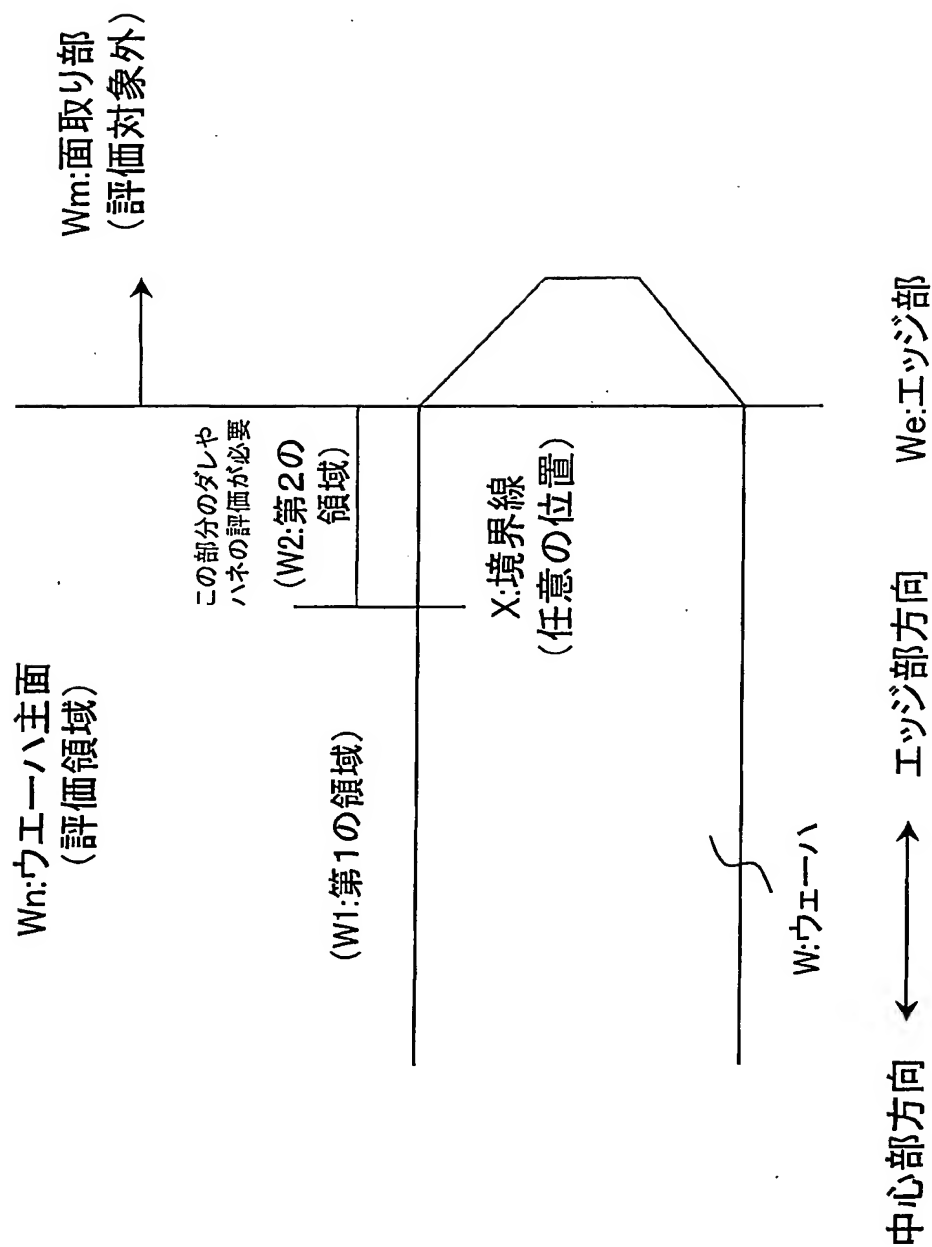 Wn:ウエーハ主面
(評価領域)
Wm:面取り部
(評価対象外)
この部分のダレや
ハネの評価が必要
(W2:第2の
領域)
(W1:第1の領域)
X:境界線
(任意の位置)
W:ウェーハ
中心部方向
エッジ部方向
We:エッジ部